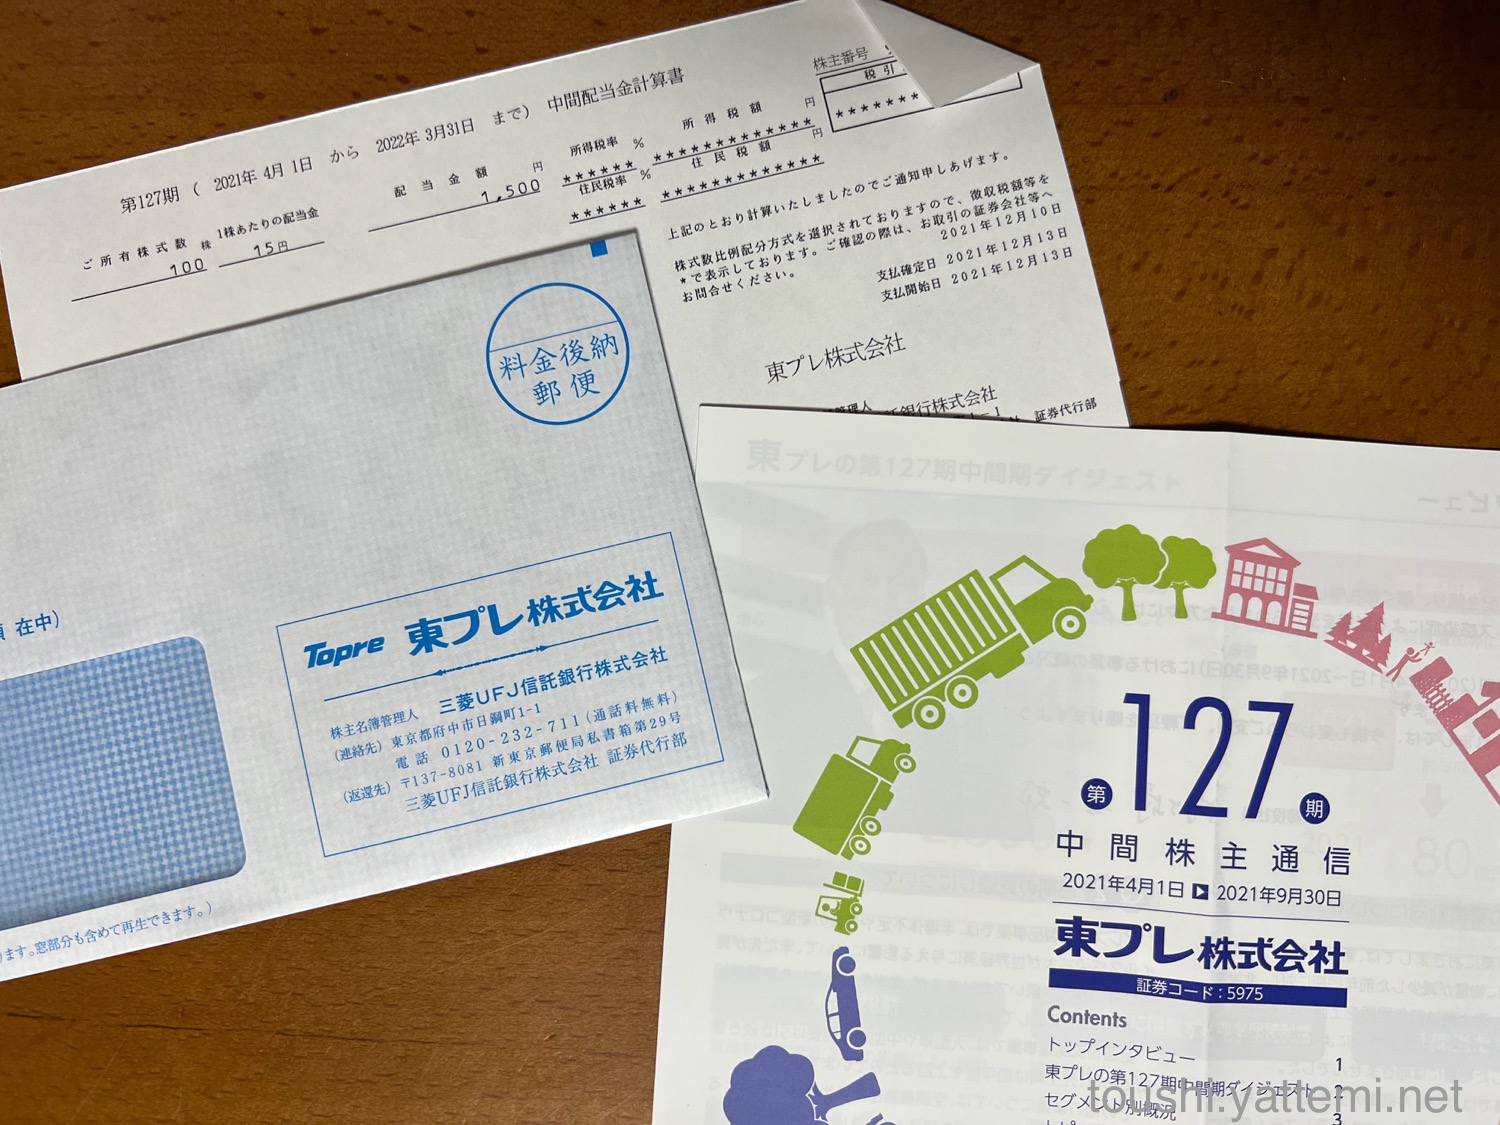 第127期 ( 2021年 4月 1日 から 2022年 3月31日 まで) 中間配当金計算書
株主番号
税引
*******
ご所有株式数 株
100
1株あたりの配当金
15円
配当金額 円
1,500
所得税率 %
******
住民税率 %
******
所得税額 円
*************
住民税額 円
*************
上記のとおり計算いたしましたのでご通知申しあげます。
株式数比例配分方式を選択されておりますので、徴収税額等を
*で表示しております。ご確認の際は、お取引の証券会社等へ
お問合せください。
2021年12月10日
支払確定日 2021年12月13日
支払開始日 2021年12月13日
東プレ株式会社
管理人
託銀行株式会社
証券代行部
料金後納
郵便
在中)
Topre 東プレ株式会社
株主名簿管理人 三菱UFJ信託銀行株式会社
(連絡先) 東京都府中市日鋼町1-1
電話 0120-232-711(通話料無料)
(返還先) 〒137-8081 新東京郵便局私書箱第29号
三菱UFJ信託銀行株式会社 証券代行部
ます。窓部分も含めて再生できます。)
東プレの第127期中間期ダイジェスト
第127期
中間株主通信
2021年4月1日 ▶ 2021年9月30日
東プレ株式会社
証券コード:5975
Contents
トップインタビュー 1
東プレの第127期中間期ダイジェスト 2
セグメント別概況 3
toushi.yattemi.net